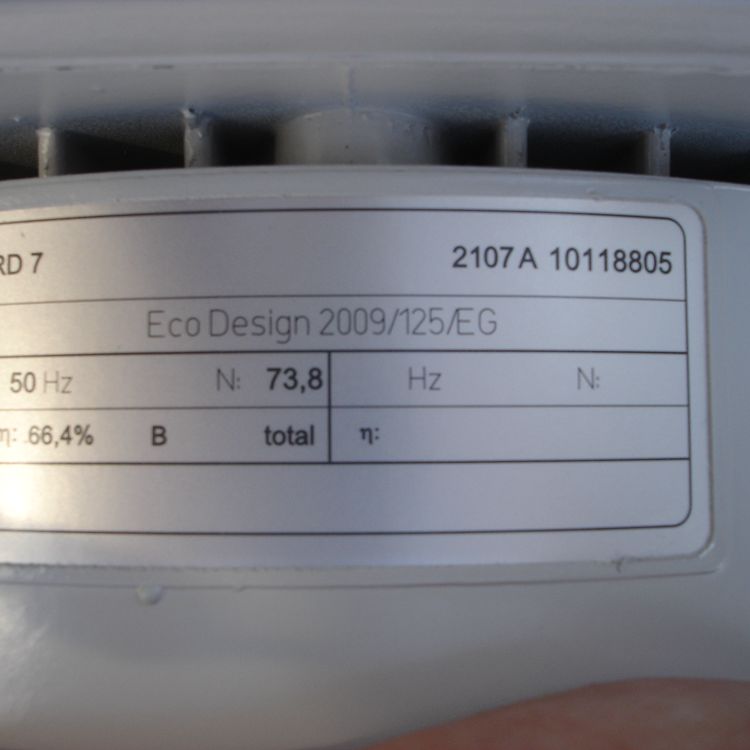 RD 7 2107 A 10118805
Eco Design 2009/125/EG
50 Hz N: 73,8 Hz N:
η: 66,4% B total η: